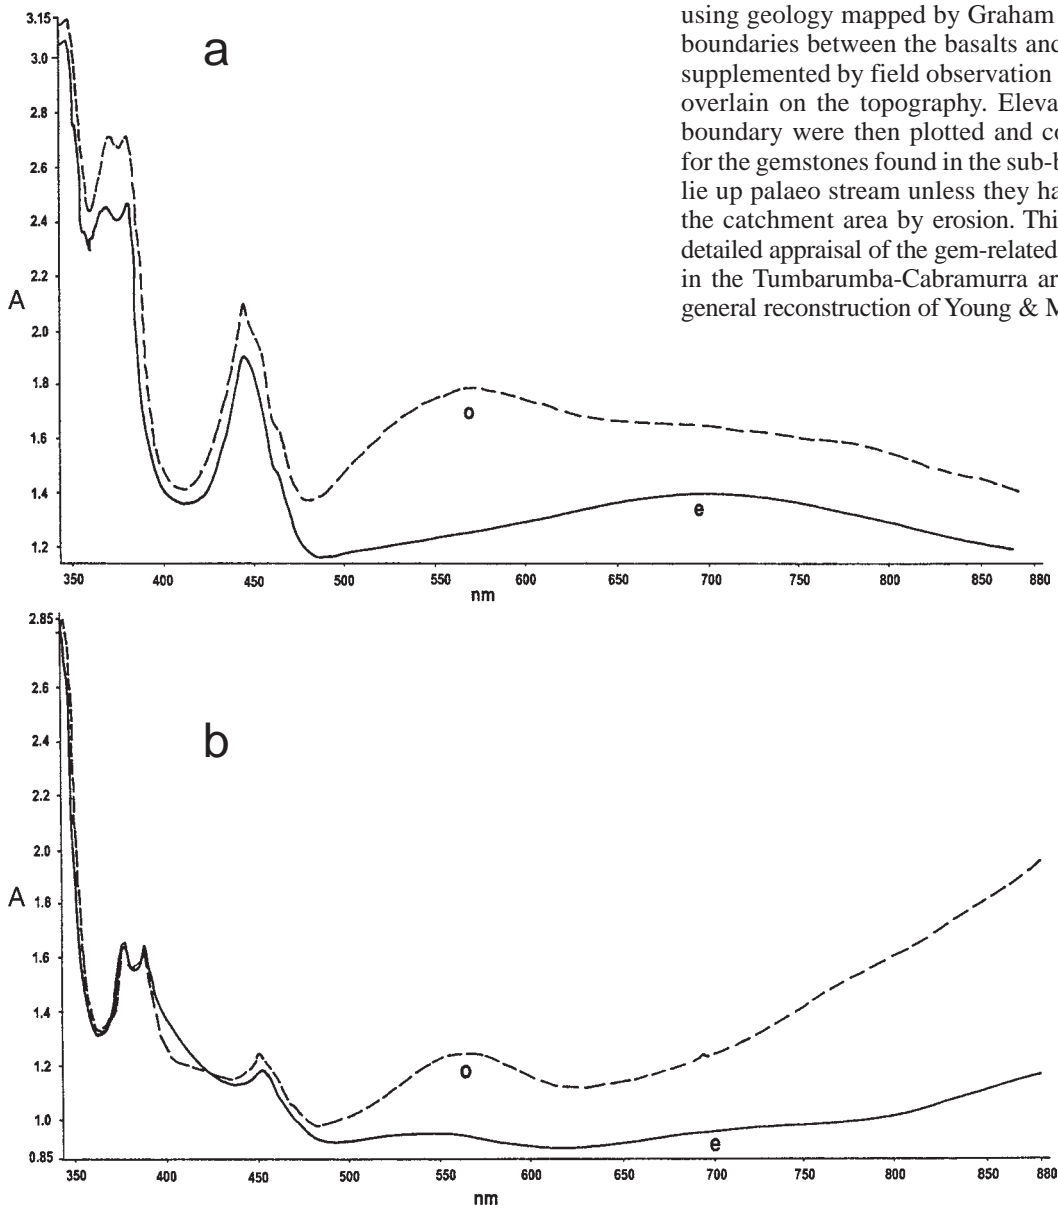 using geology mapped by Graham
boundaries between the basalts and
supplemented by field observation
overlain on the topography. Eleva
boundary were then plotted and co
for the gemstones found in the sub-b
lie up palaeo stream unless they ha
the catchment area by erosion. Thi
detailed appraisal of the gem-related
in the Tumbarumba-Cabramurra ar
general reconstruction of Young & M
a
3.15
3.0
2.8
2.6
2.4
2.2
A
2.0
1.8
1.6
1.4
1.2
o
e
350 400 450 500 550 600 650 700 750 800 850 880
nm
b
2.85
2.6
2.4
2.2
2.0
A
1.8
1.6
1.4
1.2
1.0
0.85
o
e
350 400 450 500 550 600 650 700 750 800 850 880
nm